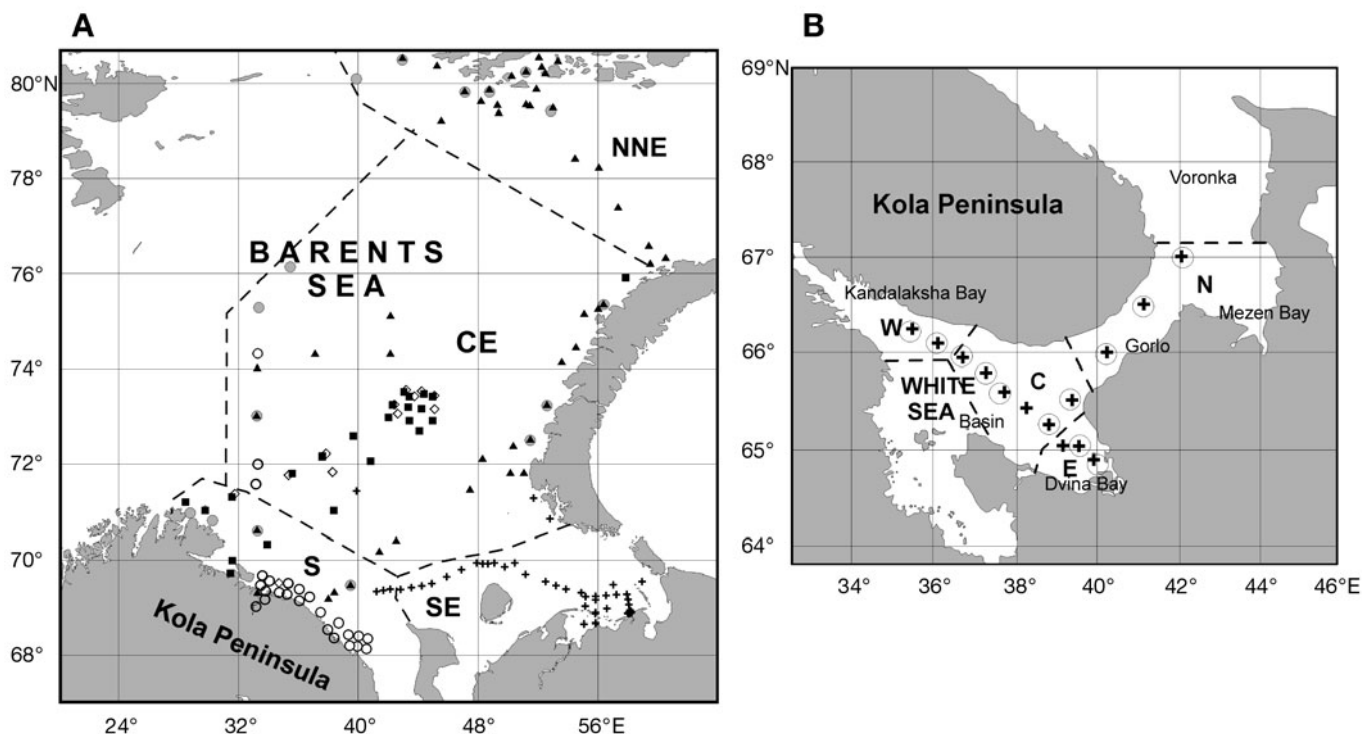 A
80°N
78°
76°
74°
72°
70°
68°
24°
32°
40°
48°
56°E
NNE
BARENTS
SEA
CE
S
SE
Kola Peninsula
B
69°N
68°
67°
66°
65°
64°
34°
36°
38°
40°
42°
44°
46°E
Voronka
Kola Peninsula
N
Kandalaksha Bay
Mezen Bay
W
Gorlo
C
WHITE
SEA
Basin
E
Dvina Bay